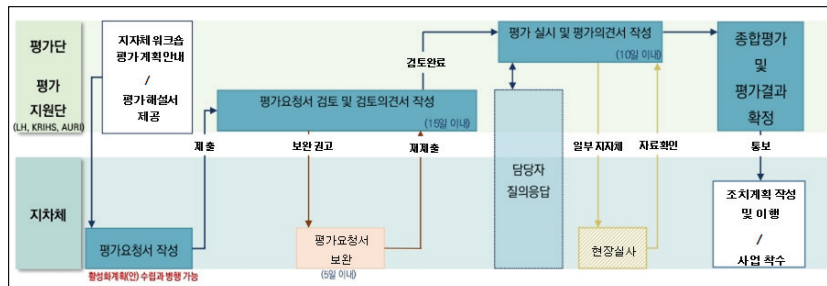 평가단
평가
지원단
(LH, KRIHS, AURI)
지자체 워크숍
평가계획안내
/
평가해설서
제공
제출
평가요청서 검토 및 검토의견서 작성
(15일 이내)
검토완료
평가 실시 및 평가의견서 작성
(10일 이내)
종합평가
및
평가결과
확정
보완 권고
재제출
담당자
질의응답
일부 지자체
자료확인
통보
지차체
평가요청서 작성
활성화계획(안) 수립과 병행 가능
평가요청서
보완
(5일 이내)
현장실사
조치계획 작성
및 이행
/
사업 착수